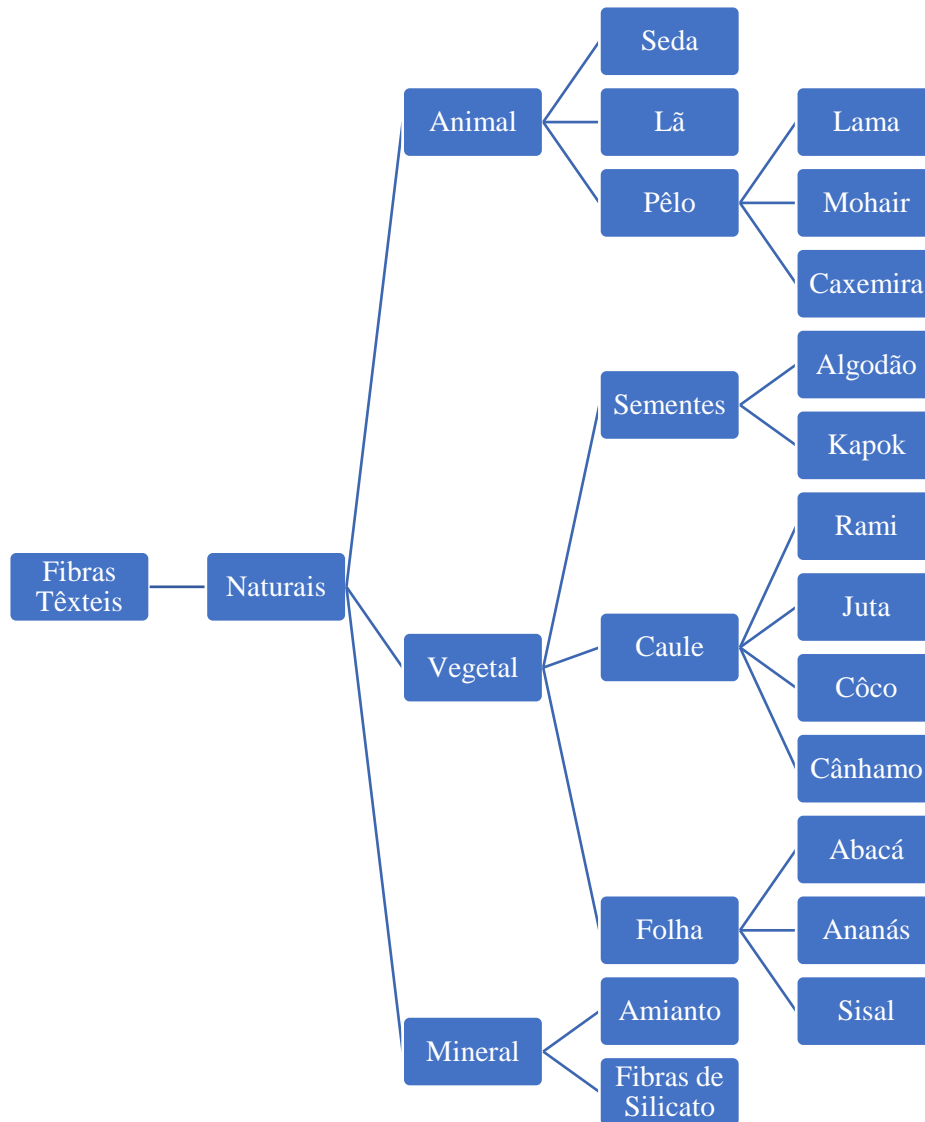 Seda
Animal
Lã
Lama
Pêlo
Mohair
Caxemira
Algodão
Sementes
Kapok
Rami
Fibras
Têxteis
Naturais
Juta
Vegetal
Caule
Côco
Cânhamo
Abacá
Folha
Ananás
Amianto
Sisal
Mineral
Fibras de
Silicato